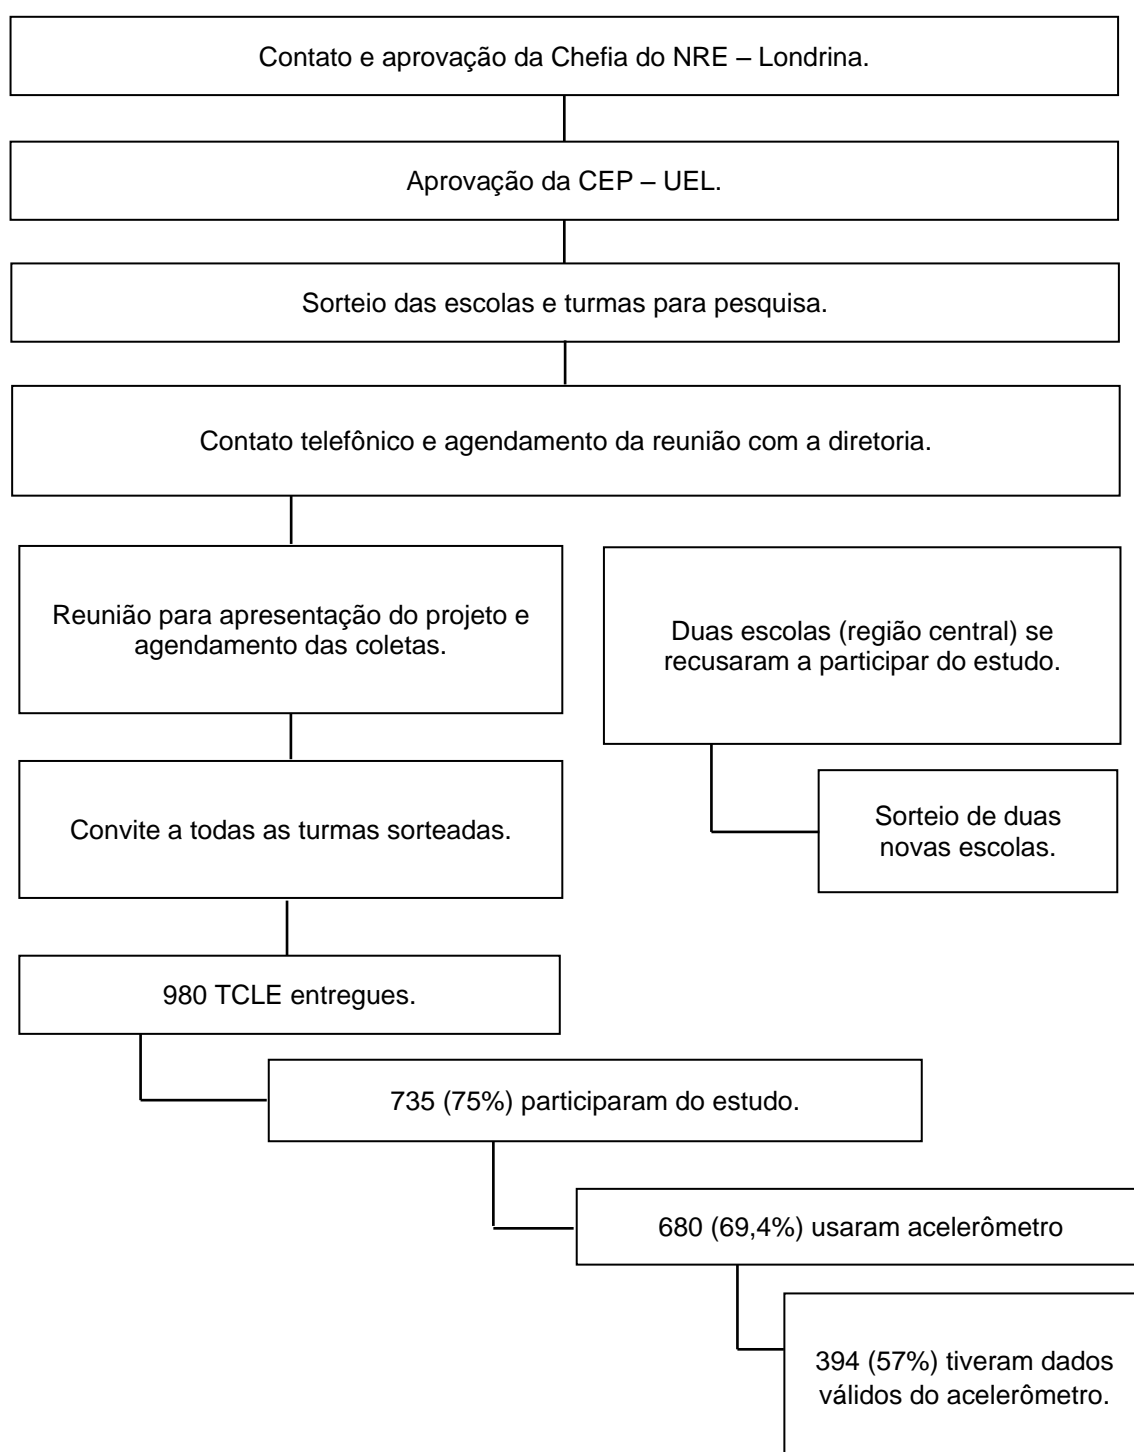 Contato e aprovação da Chefia do NRE – Londrina.
Aprovação da CEP – UEL.
Sorteio das escolas e turmas para pesquisa.
Contato telefônico e agendamento da reunião com a diretoria.
Reunião para apresentação do projeto e
agendamento das coletas.
Duas escolas (região central) se
recusaram a participar do estudo.
Convite a todas as turmas sorteadas.
Sorteio de duas
novas escolas.
980 TCLE entregues.
735 (75%) participaram do estudo.
680 (69,4%) usaram acelerômetro
394 (57%) tiveram dados
válidos do acelerômetro.